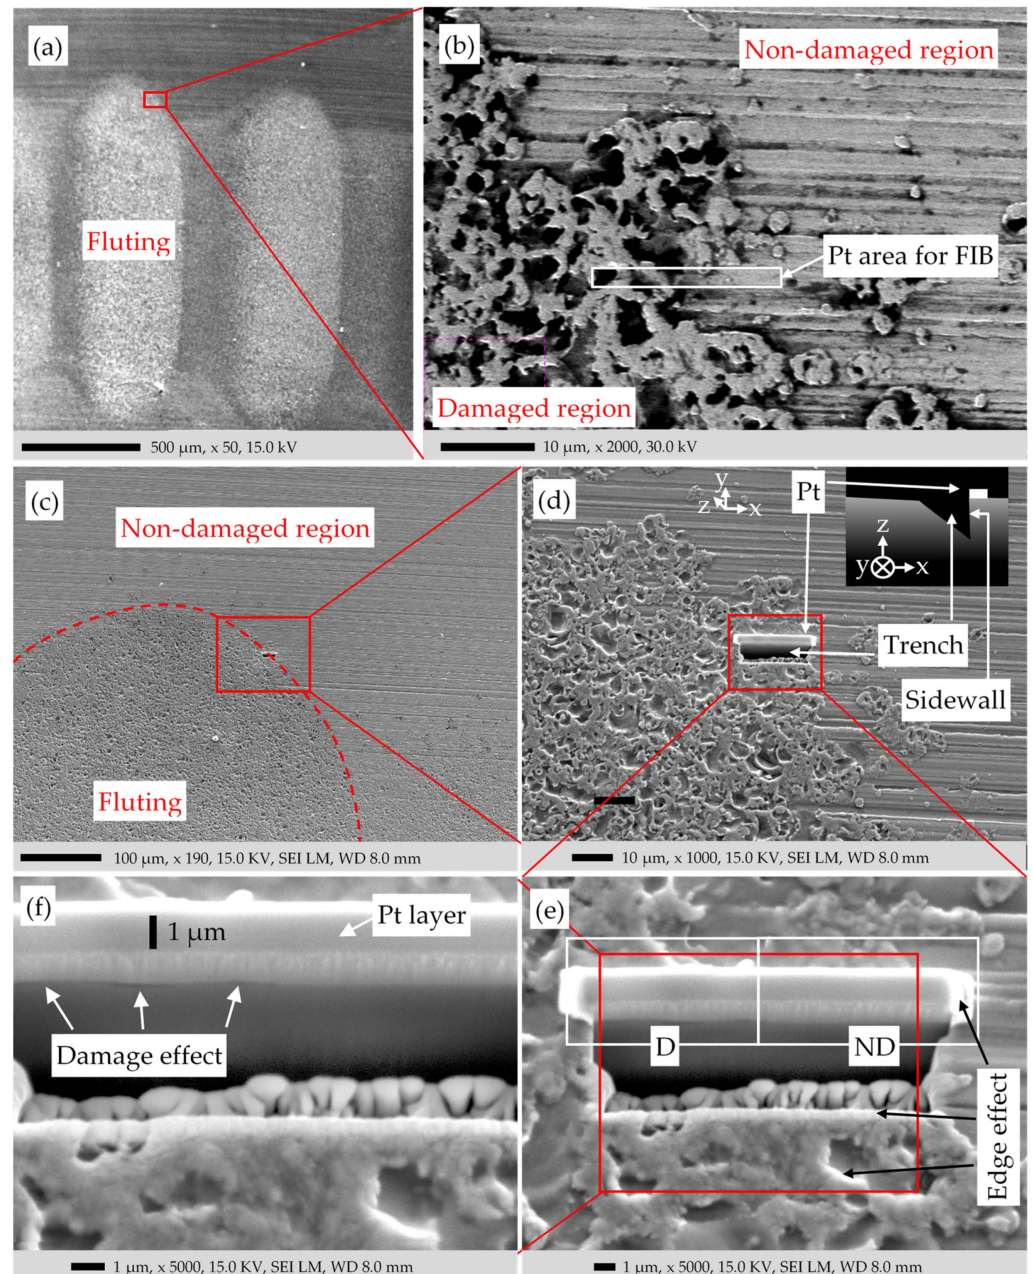 (a)
Fluting
500 μm, x 50, 15.0 kV
(b)
Non-damaged region
Pt area for FIB
Damaged region
10 μm, x 2000, 30.0 kV
(c)
Non-damaged region
Fluting
100 μm, x 190, 15.0 KV, SEI LM, WD 8.0 mm
(d)
y
z
x
Pt
z
y
x
Trench
Sidewall
10 μm, x 1000, 15.0 KV, SEI LM, WD 8.0 mm
(f)
Pt layer
1 μm
Damage effect
1 μm, x 5000, 15.0 KV, SEI LM, WD 8.0 mm
(e)
D
ND
Edge effect
1 μm, x 5000, 15.0 KV, SEI LM, WD 8.0 mm